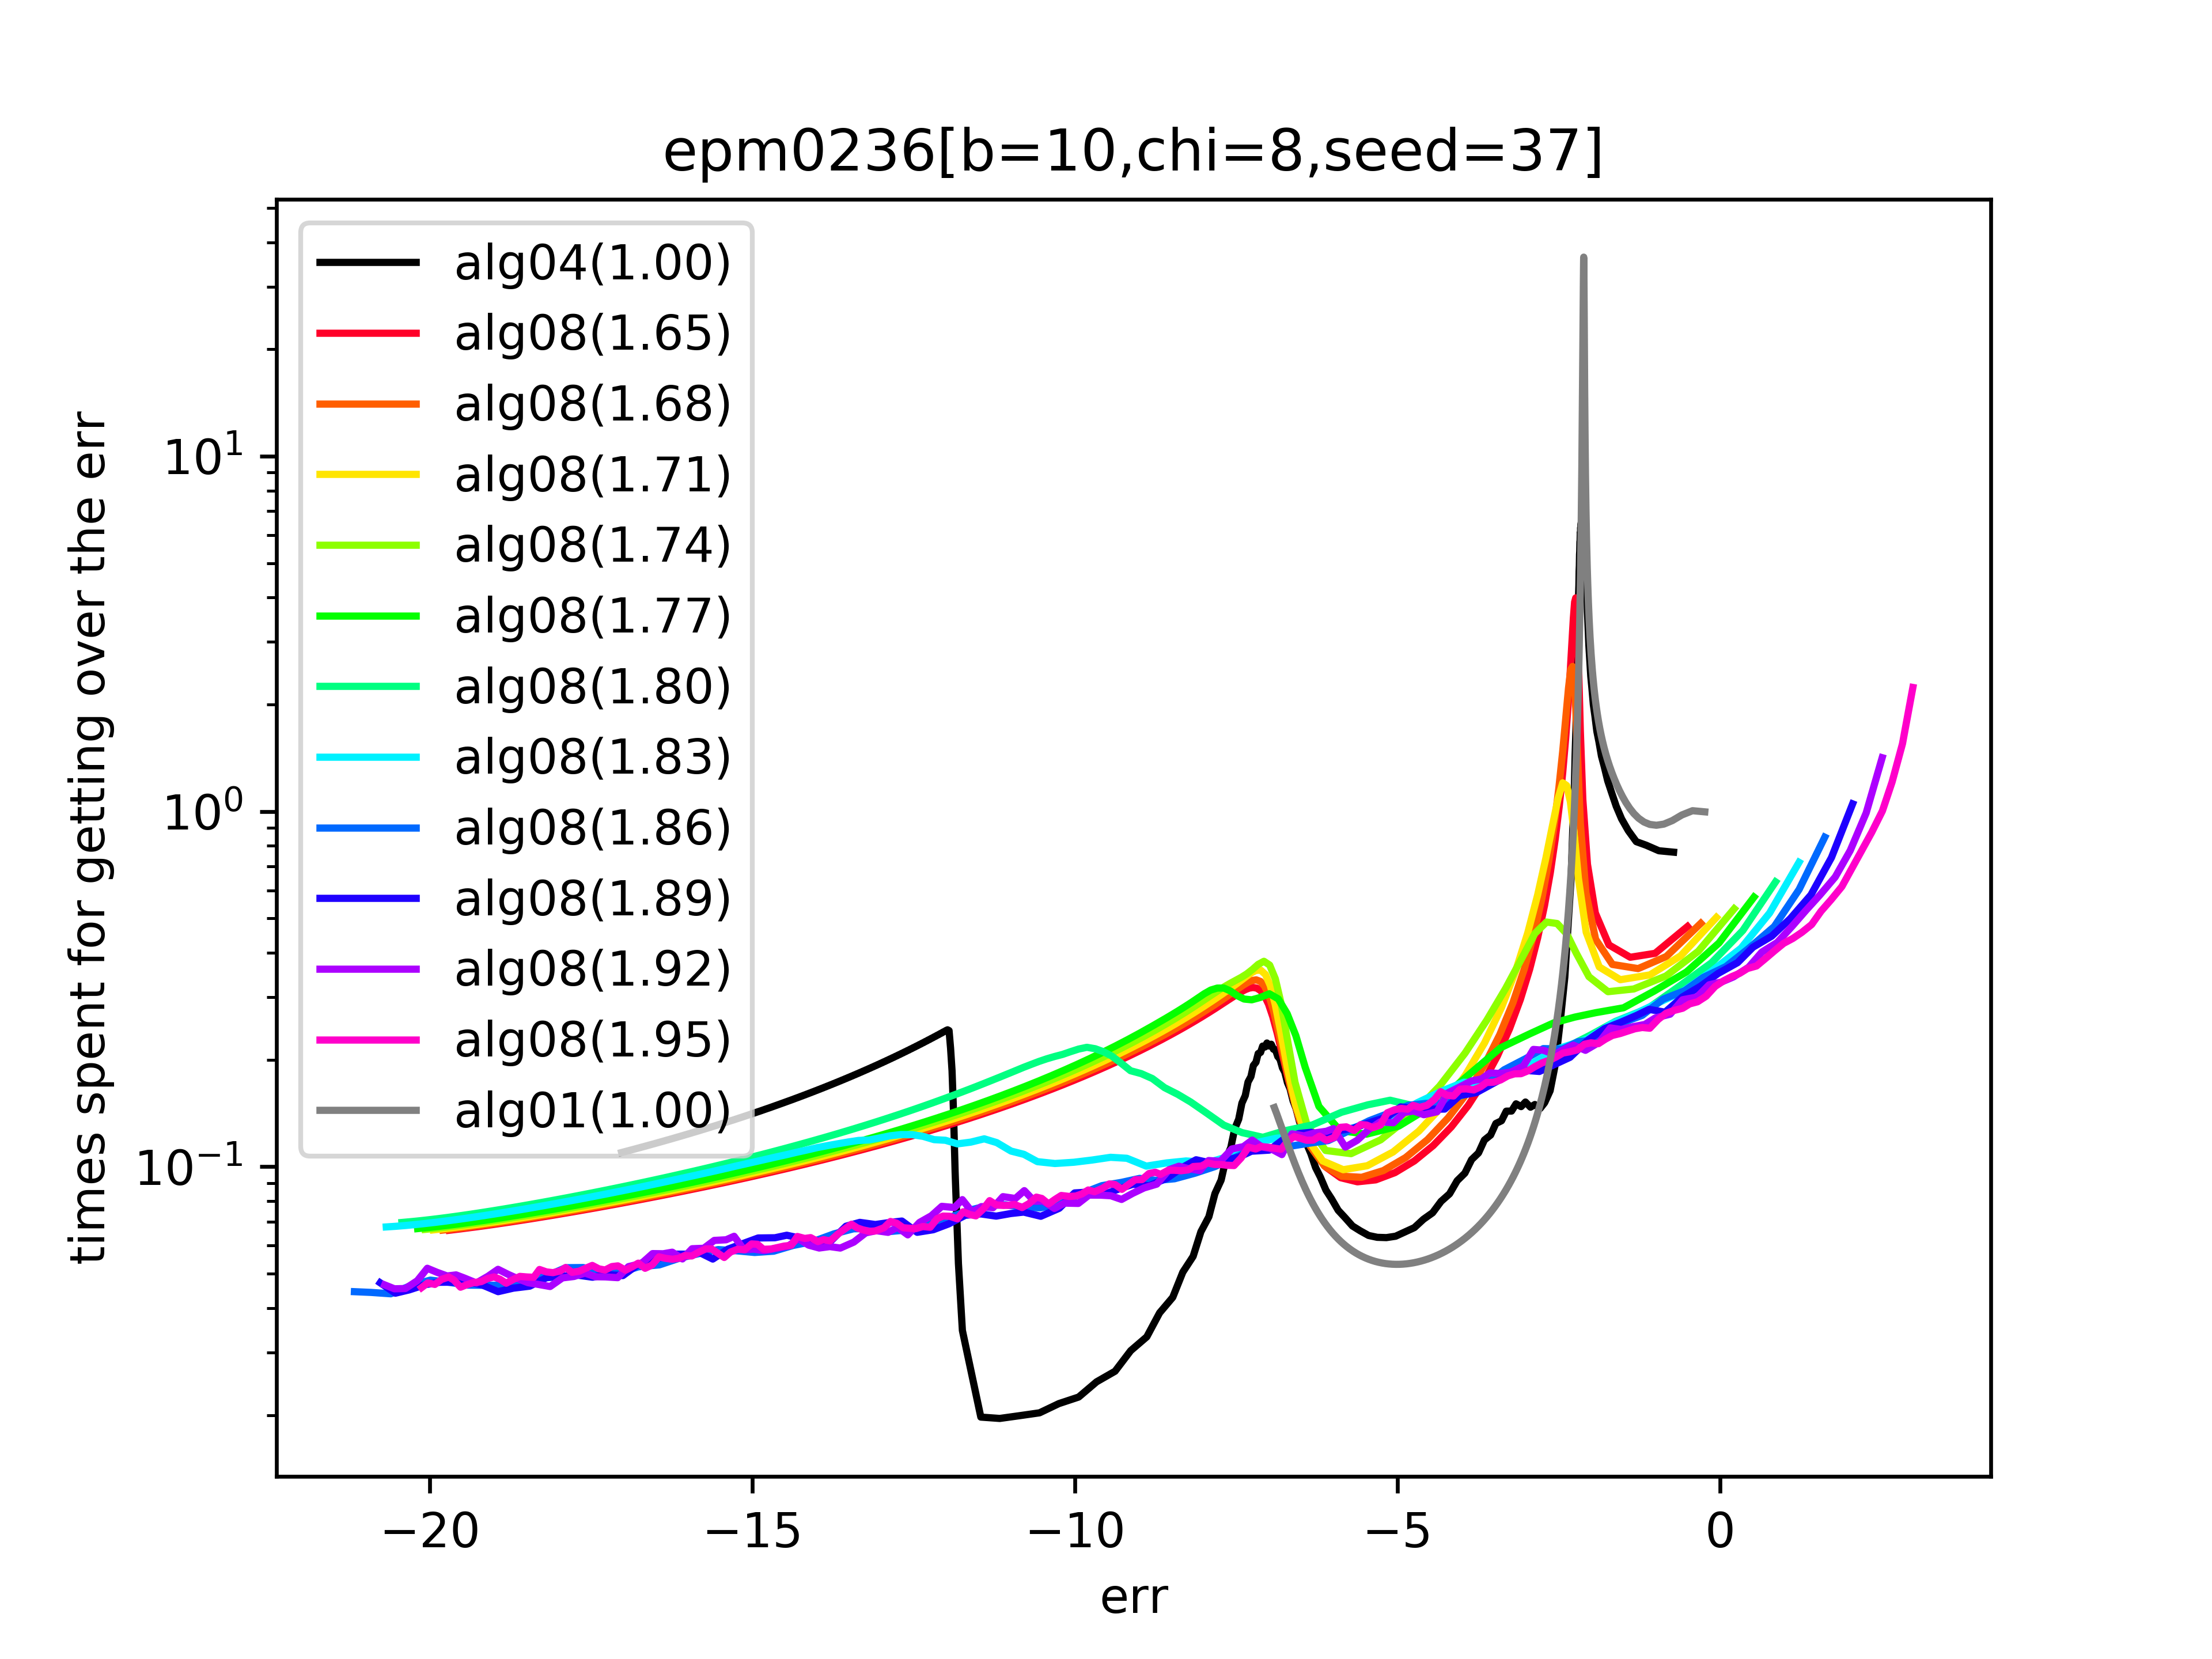 epm0236[b=10,chi=8,seed=37]
times spent for getting over the err
10¹
10⁰
10⁻¹
alg04(1.00)
alg08(1.65)
alg08(1.68)
alg08(1.71)
alg08(1.74)
alg08(1.77)
alg08(1.80)
alg08(1.83)
alg08(1.86)
alg08(1.89)
alg08(1.92)
alg08(1.95)
alg01(1.00)
−20 −15 −10 −5 0
err